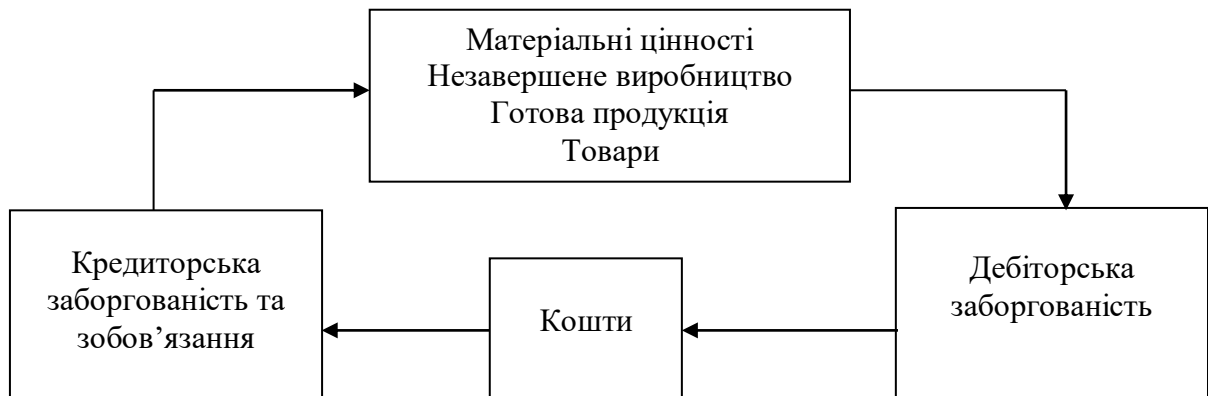 Матеріальні цінності
Незавершене виробництво
Готова продукція
Товари
Кредиторська
заборгованість та
зобов’язання
Кошти
Дебіторська
заборгованість